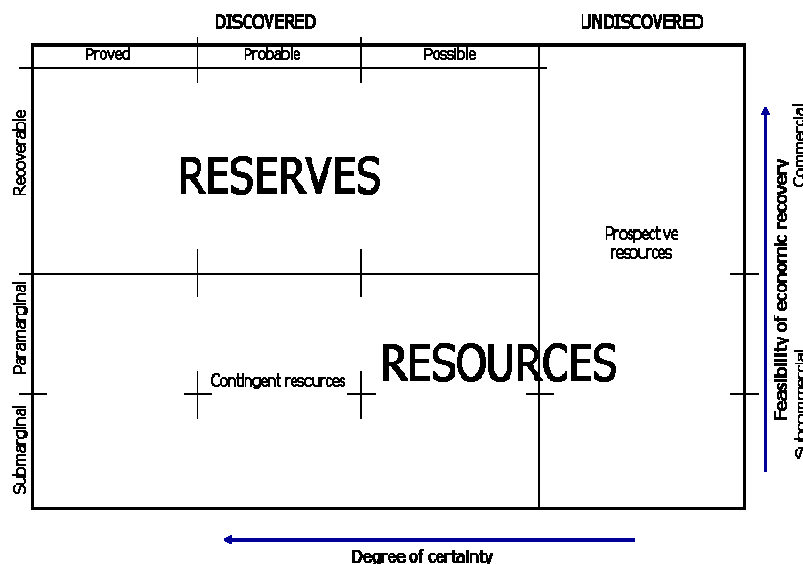 DISCOVERED
UNDISCOVERED
Proved
Probable
Possible
Recoverable
RESERVES
Prospective
resources
Commercial
Feasibility of economic recovery
Paramarginal
RESOURCES
Contingent resources
Submarginal
Subcommercial
Degree of certainty